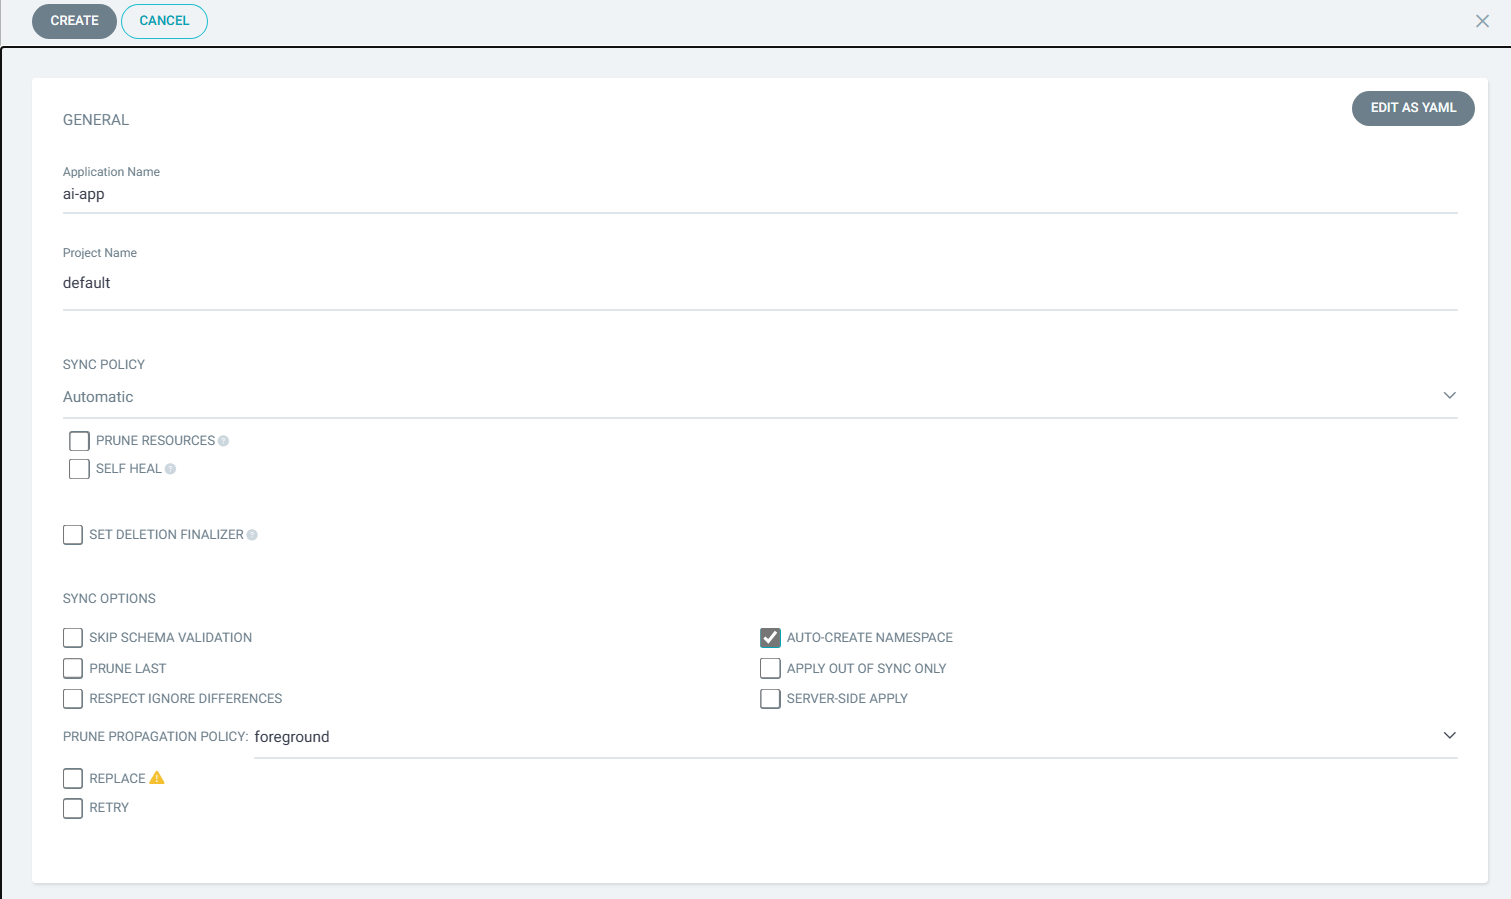 CREATE CANCEL
EDIT AS YAML
GENERAL
Application Name
ai-app
Project Name
default
SYNC POLICY
Automatic
PRUNE RESOURCES
SELF HEAL
SET DELETION FINALIZER
SYNC OPTIONS
SKIP SCHEMA VALIDATION
AUTO-CREATE NAMESPACE
PRUNE LAST
APPLY OUT OF SYNC ONLY
RESPECT IGNORE DIFFERENCES
SERVER-SIDE APPLY
PRUNE PROPAGATION POLICY: foreground
REPLACE
RETRY